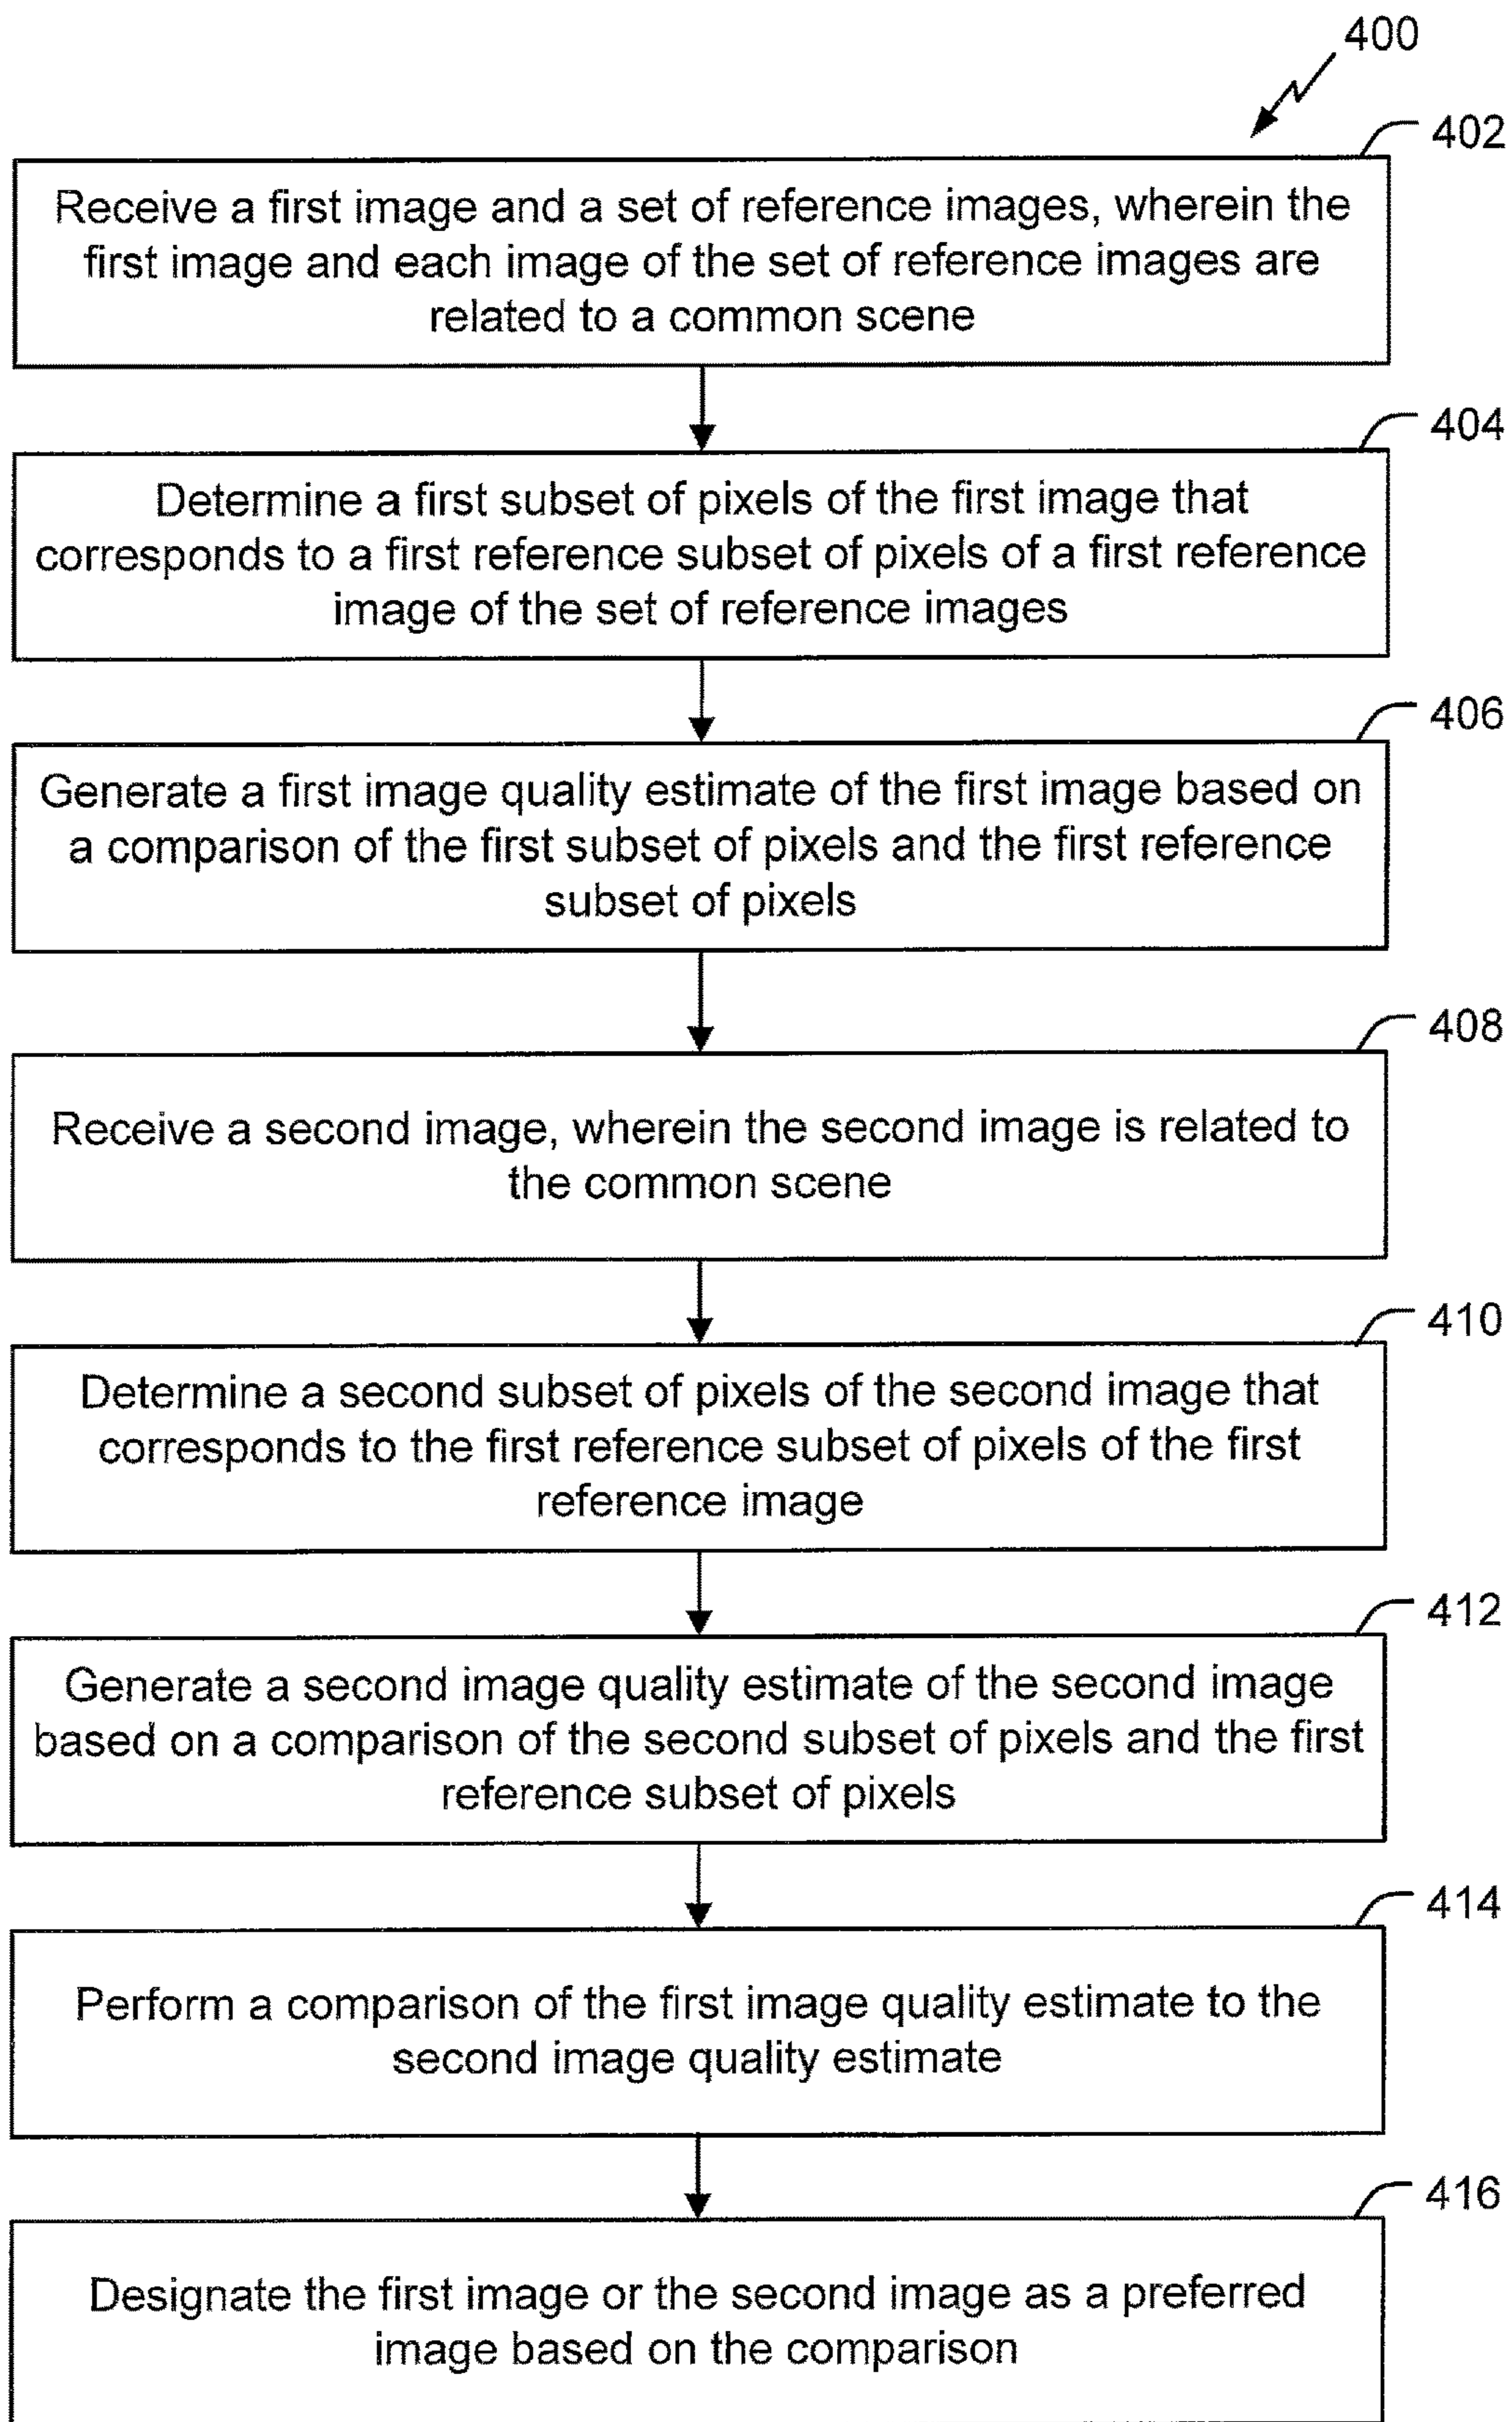 400
402
Receive a first image and a set of reference images, wherein the
first image and each image of the set of reference images are
related to a common scene
404
Determine a first subset of pixels of the first image that
corresponds to a first reference subset of pixels of a first reference
image of the set of reference images
406
Generate a first image quality estimate of the first image based on
a comparison of the first subset of pixels and the first reference
subset of pixels
408
Receive a second image, wherein the second image is related to
the common scene
410
Determine a second subset of pixels of the second image that
corresponds to the first reference subset of pixels of the first
reference image
412
Generate a second image quality estimate of the second image
based on a comparison of the second subset of pixels and the first
reference subset of pixels
414
Perform a comparison of the first image quality estimate to the
second image quality estimate
416
Designate the first image or the second image as a preferred
image based on the comparison